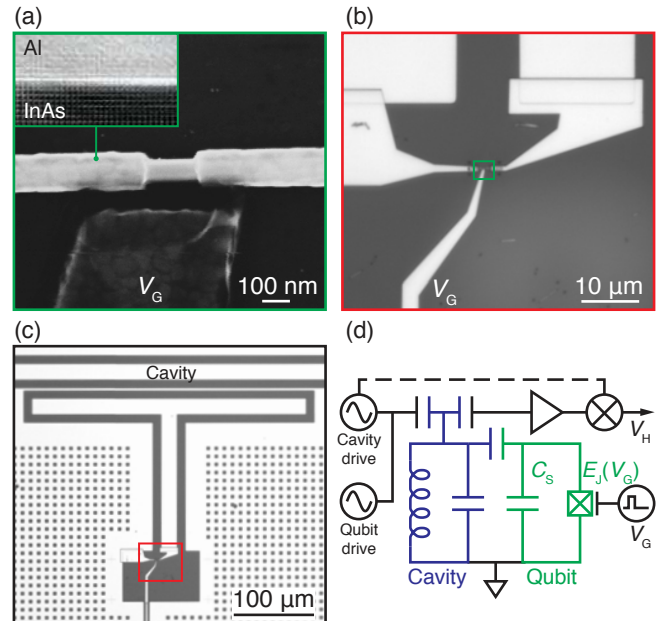 (a)
Al
InAs
V_G
100 nm
(b)
V_G
10 μm
(c)
Cavity
100 μm
(d)
Cavity
drive
Qubit
drive
C_S
E_J(V_G)
V_H
V_G
Cavity
Qubit